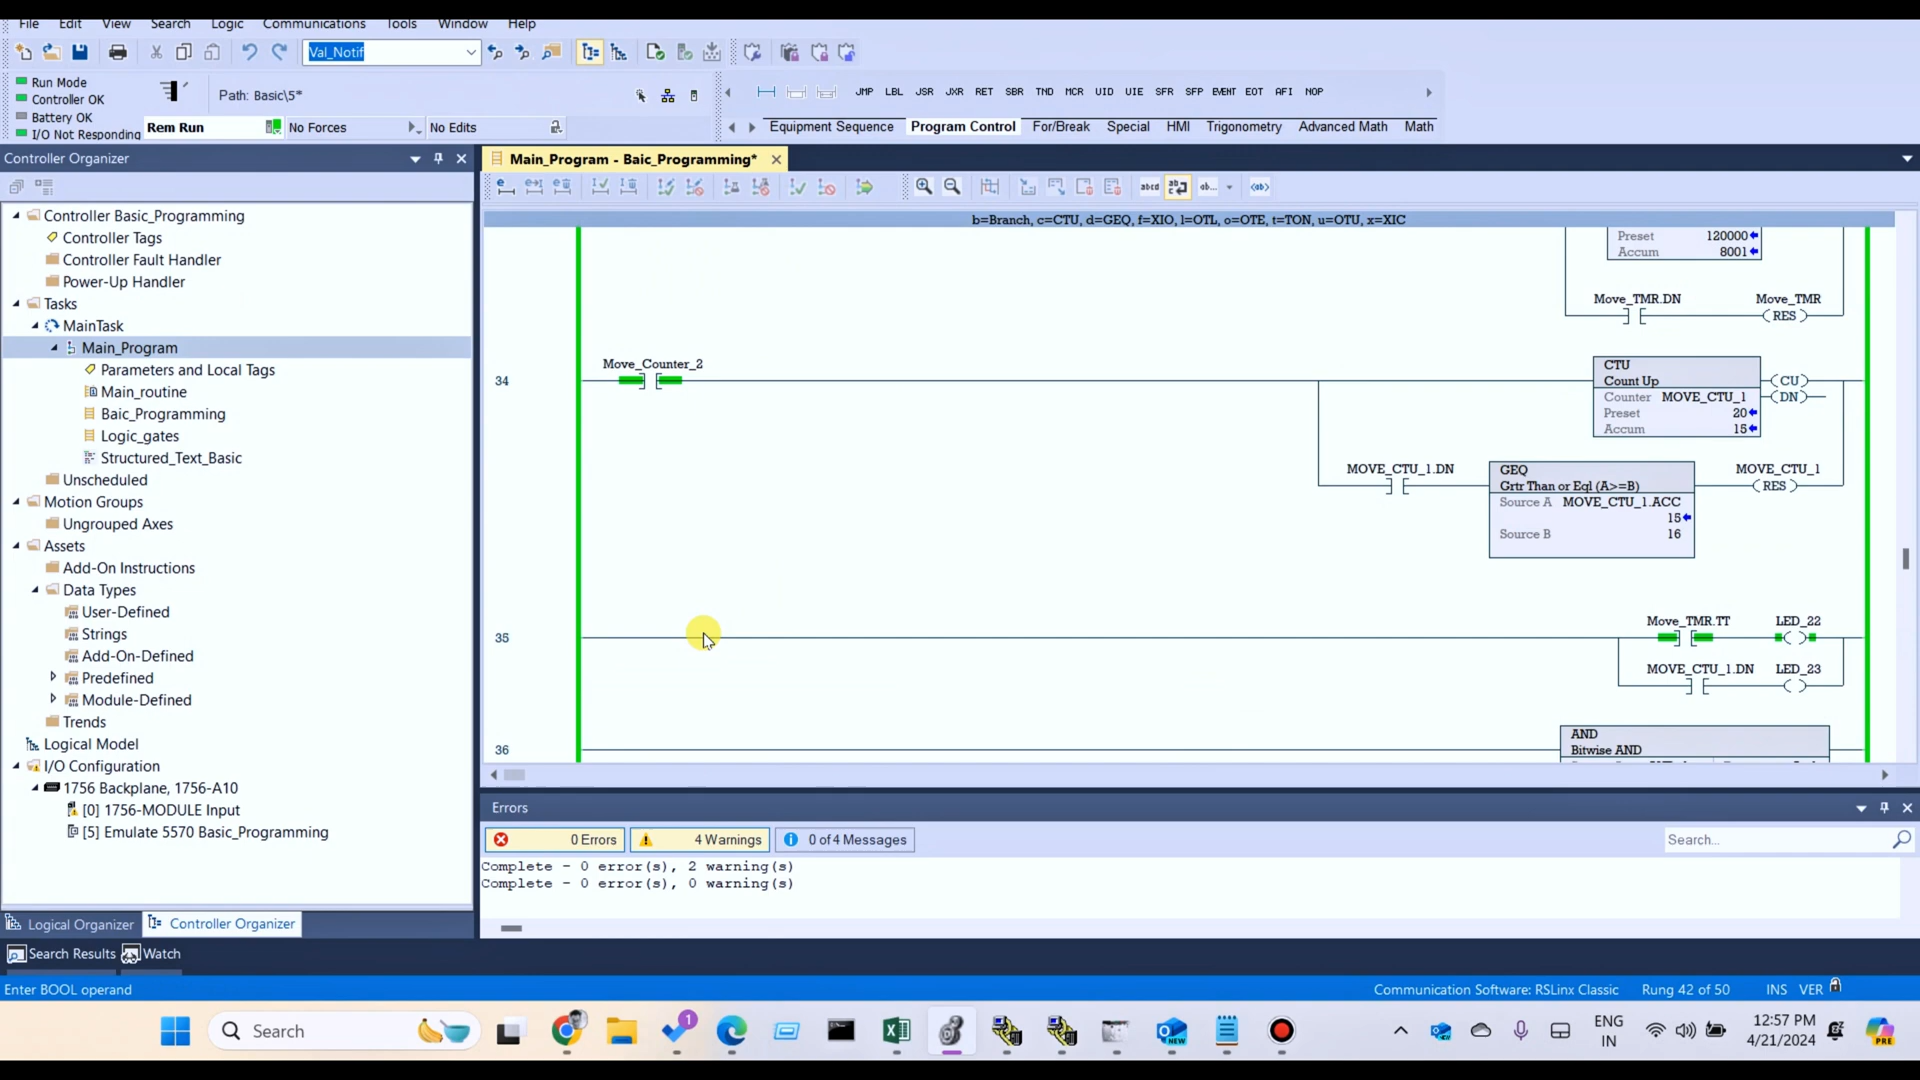 File Edit View Search Logic Communications Tools Window Help
Val_Notif
Run Mode
Controller OK
Battery OK
I/O Not Responding
Path: Basic\5*
Rem Run
No Forces
No Edits
JMP LBL JSR JXR RET SBR TND MCR UID UIE SFR SFP EVENT EOT AFI NOP
Equipment Sequence Program Control For/Break Special HMI Trigonometry Advanced Math Math
Controller Organizer
Controller Basic_Programming
Controller Tags
Controller Fault Handler
Power-Up Handler
Tasks
MainTask
Main_Program
Parameters and Local Tags
Main_routine
Baic_Programming
Logic_gates
Structured_Text_Basic
Unscheduled
Motion Groups
Ungrouped Axes
Assets
Add-On Instructions
Data Types
User-Defined
Strings
Add-On-Defined
Predefined
Module-Defined
Trends
Logical Model
I/O Configuration
1756 Backplane, 1756-A10
[0] 1756-MODULE Input
[5] Emulate 5570 Basic_Programming
Logical Organizer
Controller Organizer
Main_Program - Baic_Programming*
abcd
ab
c
ab...
b=Branch, c=CTU, d=GEQ, f=XIO, l=OTL, o=OTE, t=TON, u=OTU, x=XIC
Preset 120000
Accum 8001
Move_TMR.DN Move_TMR
RES
34
Move_Counter_2
CTU
Count Up
Counter MOVE_CTU_1
Preset 20
Accum 15
CU
DN
MOVE_CTU_1.DN
GEQ
Grtr Than or Eql (A>=B)
Source A MOVE_CTU_1.ACC
15
Source B 16
MOVE_CTU_1
RES
35
Move_TMR.TT LED_22
MOVE_CTU_1.DN LED_23
36
AND
Bitwise AND
Errors
0 Errors
4 Warnings
0 of 4 Messages
Search...
Complete - 0 error(s), 2 warning(s)
Complete - 0 error(s), 0 warning(s)
Search Results Watch
Enter BOOL operand
Communication Software: RSLinx Classic
Rung 42 of 50
INS VER
Search
1
NEW
NEW
ENG
IN
12:57 PM
4/21/2024
PRE